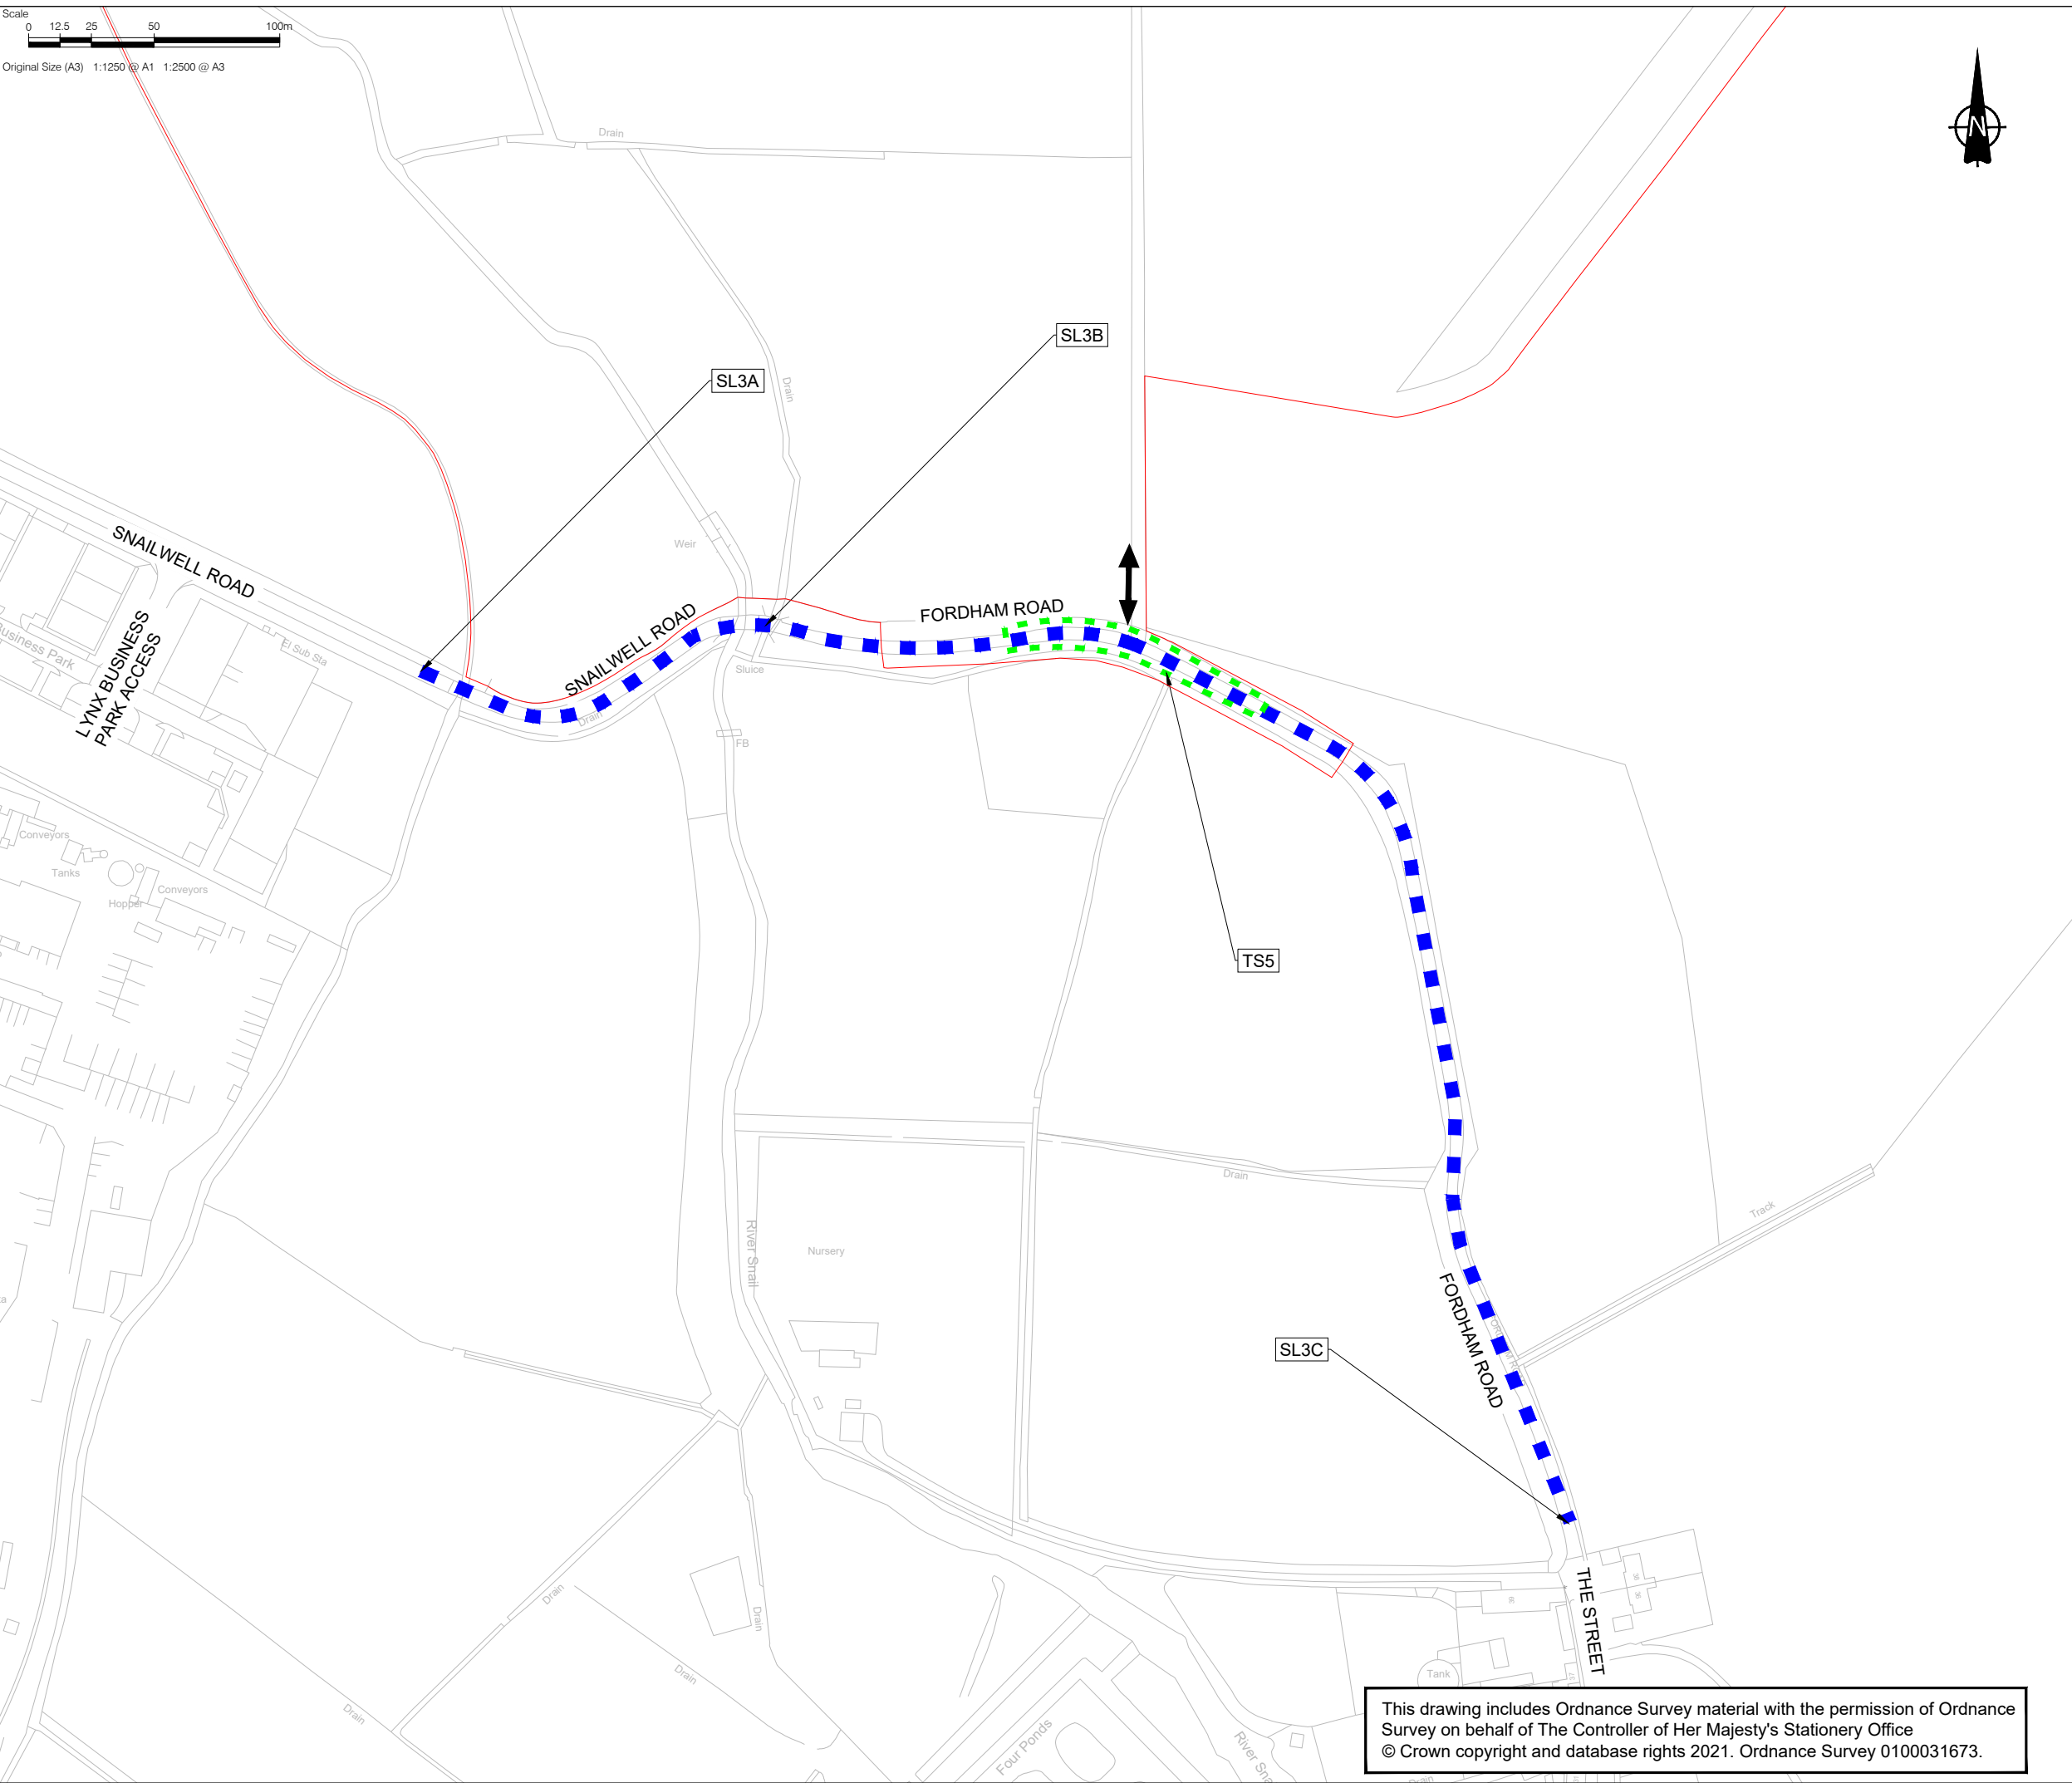 Scale
0 12.5 25 50 100m
Original Size (A3) 1:1250 @ A1 1:2500 @ A3
N
Drain
SL3B
SL3A
Drain
SNAILWELL ROAD
Weir
FORDHAM ROAD
LYNX BUSINESS
PARK ACCESS
Business Park
El Sub Sta
SNAILWELL ROAD
Sluice
Drain
FB
Conveyors
Tanks
Conveyors
Hopper
TS5
Drain
Track
River Snail
Nursery
FORDHAM ROAD
SL3C
THE STREET
Drain
Drain
Drain
Drain
Tank
Four Ponds
River Sna
Drain
This drawing includes Ordnance Survey material with the permission of Ordnance
Survey on behalf of The Controller of Her Majesty's Stationery Office
© Crown copyright and database rights 2021. Ordnance Survey 0100031673.